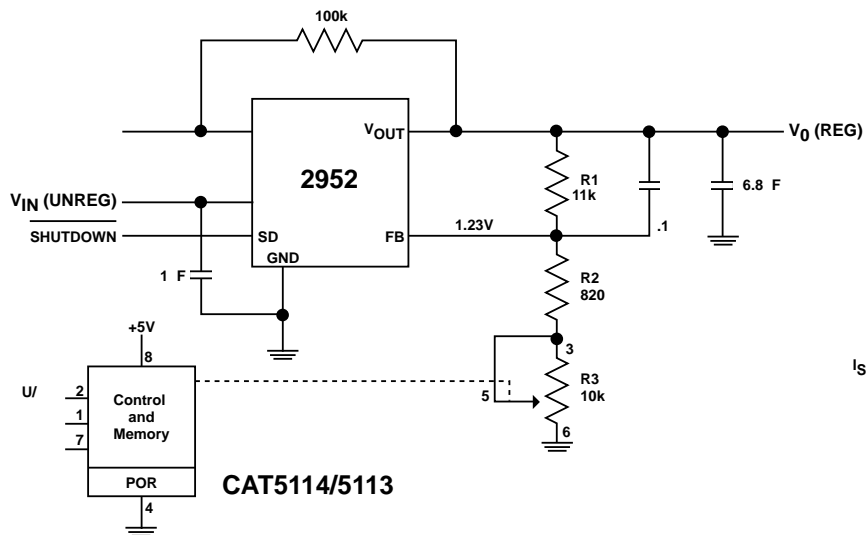 100k
VOUT
V0 (REG)
2952
R1
11k
6.8 F
VIN (UNREG)
1.23V
.1
SHUTDOWN
SD
FB
GND
R2
820
1 F
+5V
8
3
IS
U/
2
Control
and
Memory
5
R3
10k
1
7
6
POR
CAT5114/5113
4